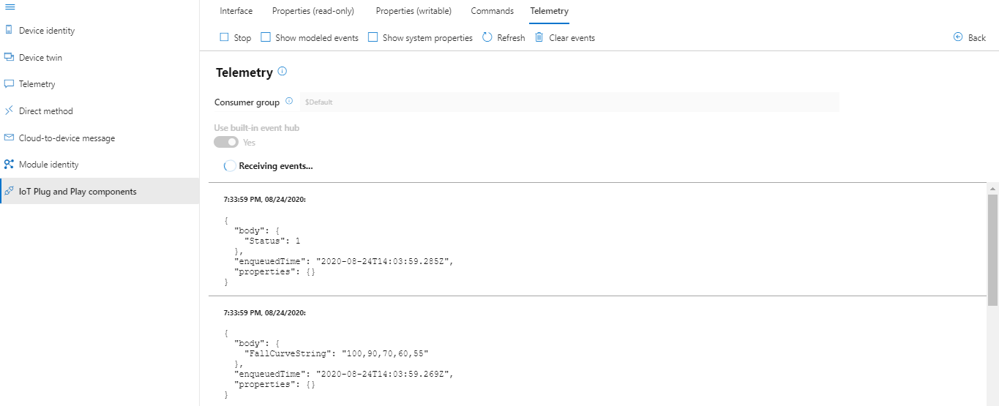 Interface Properties (read-only) Properties (writable) Commands Telemetry
Stop Show modeled events Show system properties Refresh Clear events Back
Device identity
Device twin
Telemetry
Direct method
Cloud-to-device message
Module identity
IoT Plug and Play components
Telemetry
Consumer group $Default
Use built-in event hub
Yes
Receiving events...
7:33:59 PM, 08/24/2020:
{
"body": {
"Status": 1
},
"enqueuedTime": "2020-08-24T14:03:59.285Z",
"properties": {}
}
7:33:59 PM, 08/24/2020:
{
"body": {
"FallCurveString": "100,90,70,60,55"
},
"enqueuedTime": "2020-08-24T14:03:59.269Z",
"properties": {}
}